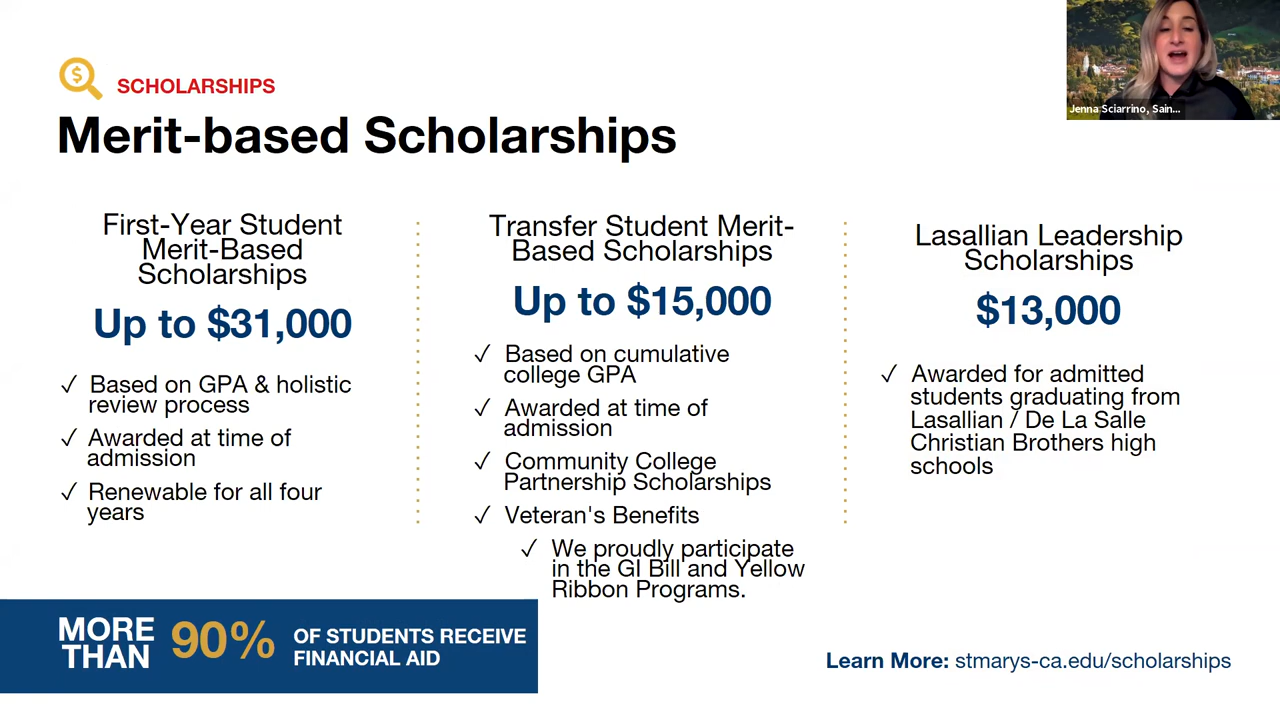 SCHOLARSHIPS
Merit-based Scholarships
First-Year Student
Merit-Based
Scholarships
Up to $31,000
✓ Based on GPA & holistic
review process
✓ Awarded at time of
admission
✓ Renewable for all four
years
Transfer Student Merit-
Based Scholarships
Up to $15,000
✓ Based on cumulative
college GPA
✓ Awarded at time of
admission
✓ Community College
Partnership Scholarships
✓ Veteran's Benefits
✓ We proudly participate
in the GI Bill and Yellow
Ribbon Programs.
Lasallian Leadership
Scholarships
$13,000
✓ Awarded for admitted
students graduating from
Lasallian / De La Salle
Christian Brothers high
schools
MORE
THAN
90%
OF STUDENTS RECEIVE
FINANCIAL AID
Learn More: stmarys-ca.edu/scholarships
Jenna Sciarrino, Sain...